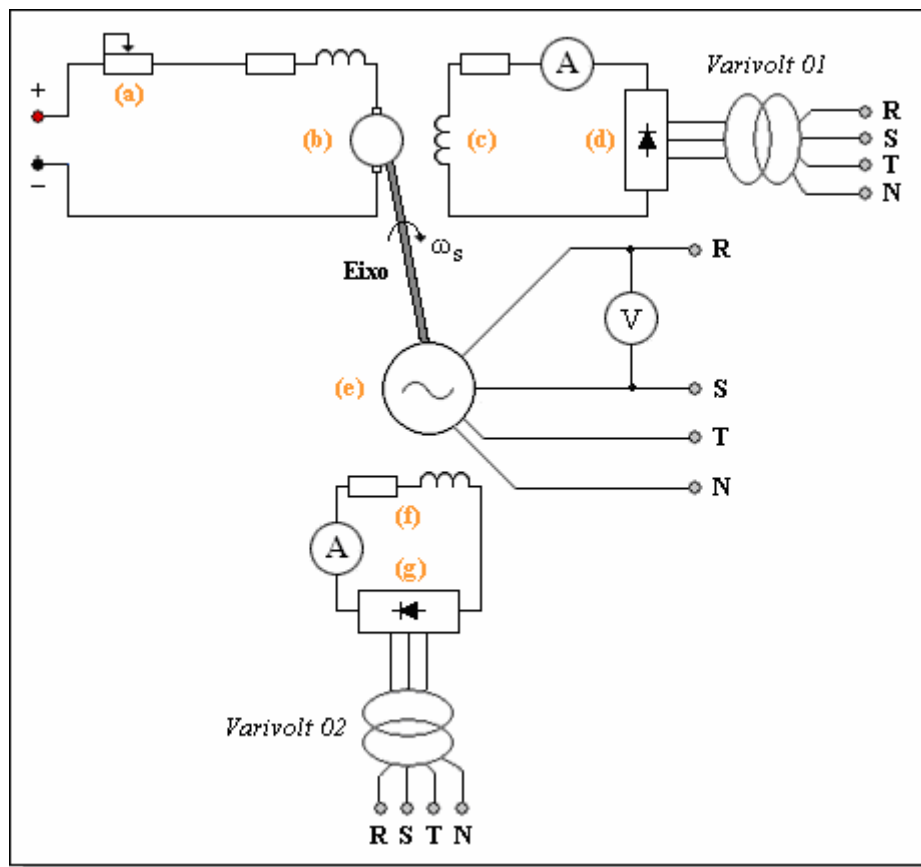 (a)
+
−
(b)
A
(c)
(d)
Varivolt 01
R
S
T
N
Eixo
ωs
R
V
(e)
S
T
N
(f)
A
(g)
Varivolt 02
R S T N